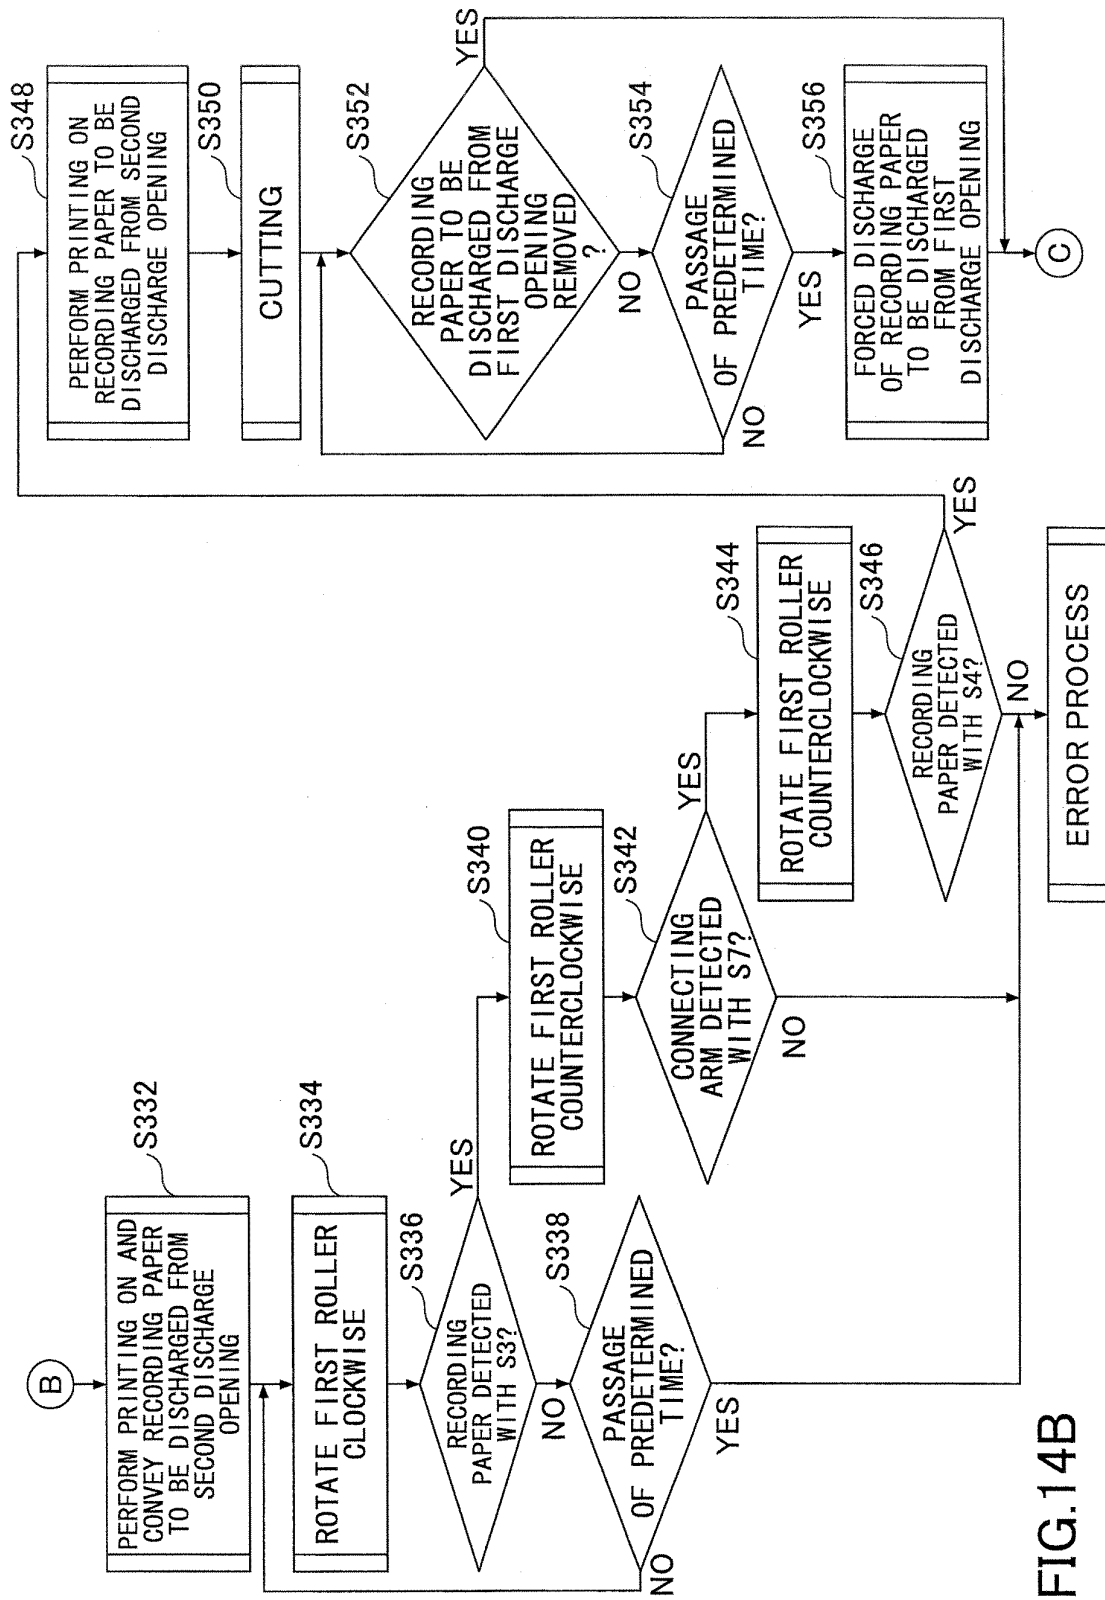 B
S332
PERFORM PRINTING ON AND
CONVEY RECORDING PAPER
TO BE DISCHARGED FROM
SECOND DISCHARGE
OPENING
S334
ROTATE FIRST ROLLER
CLOCKWISE
S336
RECORDING
PAPER DETECTED
WITH S3?
YES
NO
S338
PASSAGE
OF PREDETERMINED
TIME?
NO
YES
S340
ROTATE FIRST ROLLER
COUNTERCLOCKWISE
S342
CONNECTING
ARM DETECTED
WITH S7?
YES
NO
S344
ROTATE FIRST ROLLER
COUNTERCLOCKWISE
S346
RECORDING
PAPER DETECTED
WITH S4?
YES
NO
ERROR PROCESS
S348
PERFORM PRINTING ON
RECORDING PAPER TO BE
DISCHARGED FROM SECOND
DISCHARGE OPENING
S350
CUTTING
S352
RECORDING
PAPER TO BE
DISCHARGED FROM
FIRST DISCHARGE
OPENING
REMOVED
?
YES
NO
S354
PASSAGE
OF PREDETERMINED
TIME?
NO
YES
S356
FORCED DISCHARGE
OF RECORDING PAPER
TO BE DISCHARGED
FROM FIRST
DISCHARGE OPENING
C
FIG.14B